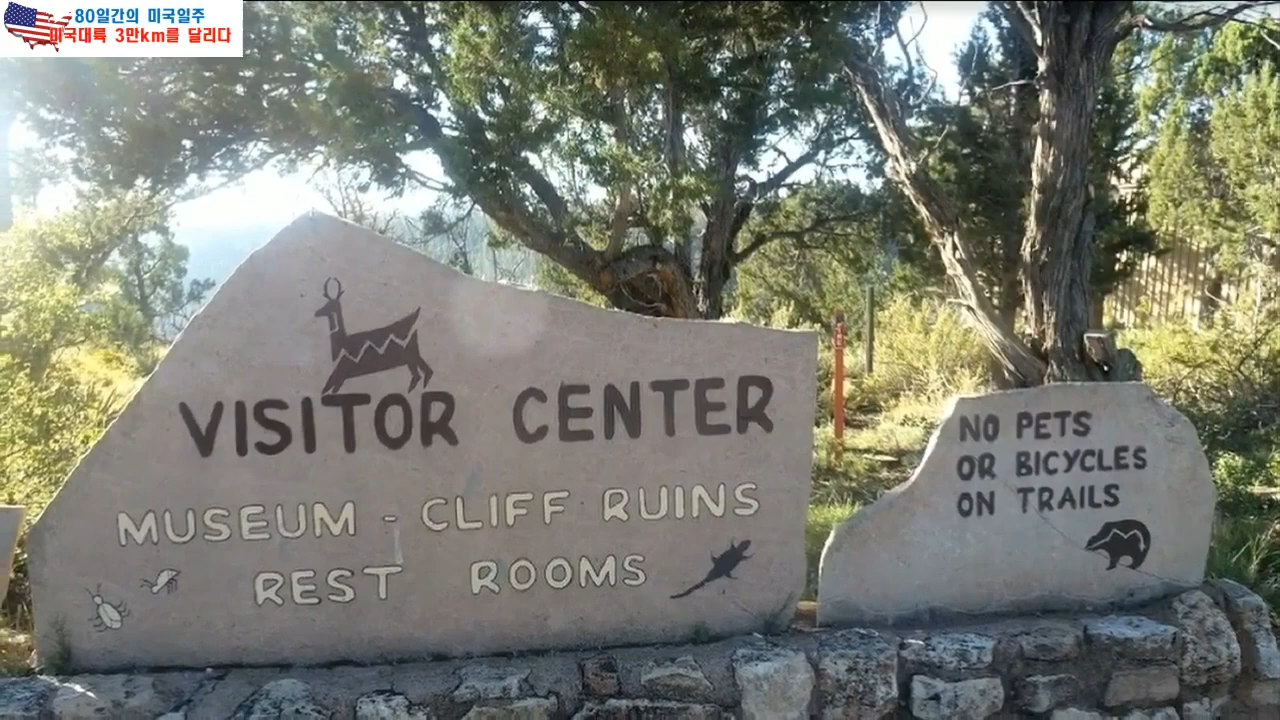 80일간의 미국일주
미국대륙 3만km를 달리다
VISITOR CENTER
MUSEUM - CLIFF RUINS
REST ROOMS
NO PETS
OR BICYCLES
ON TRAILS